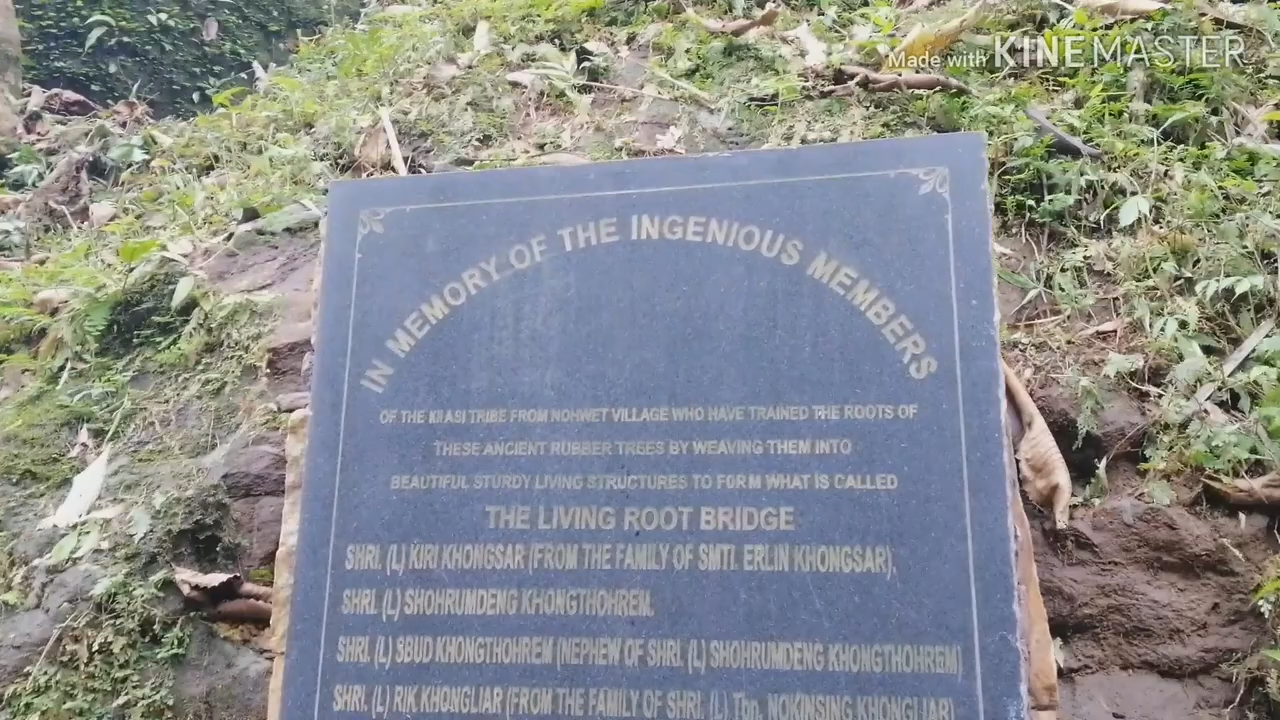 Made with KINEMASTER
IN MEMORY OF THE INGENIOUS MEMBERS
OF THE KHASI TRIBE FROM NOHWET VILLAGE WHO HAVE TRAINED THE ROOTS OF
THESE ANCIENT RUBBER TREES BY WEAVING THEM INTO
BEAUTIFUL STURDY LIVING STRUCTURES TO FORM WHAT IS CALLED
THE LIVING ROOT BRIDGE
SHRI. (L) KIRI KHONGSAR (FROM THE FAMILY OF SMTI. ERLIN KHONGSAR),
SHRI. (L) SHOHRUMDENG KHONGTHOHREM,
SHRI. (L) SBUD KHONGTHOHREM (NEPHEW OF SHRI. (L) SHOHRUMDENG KHONGTHOHREM)
SHRI. (L) RIK KHONGLIAR (FROM THE FAMILY OF SHRI. (L) Tbn. NOKINSING KHONGLIAR)